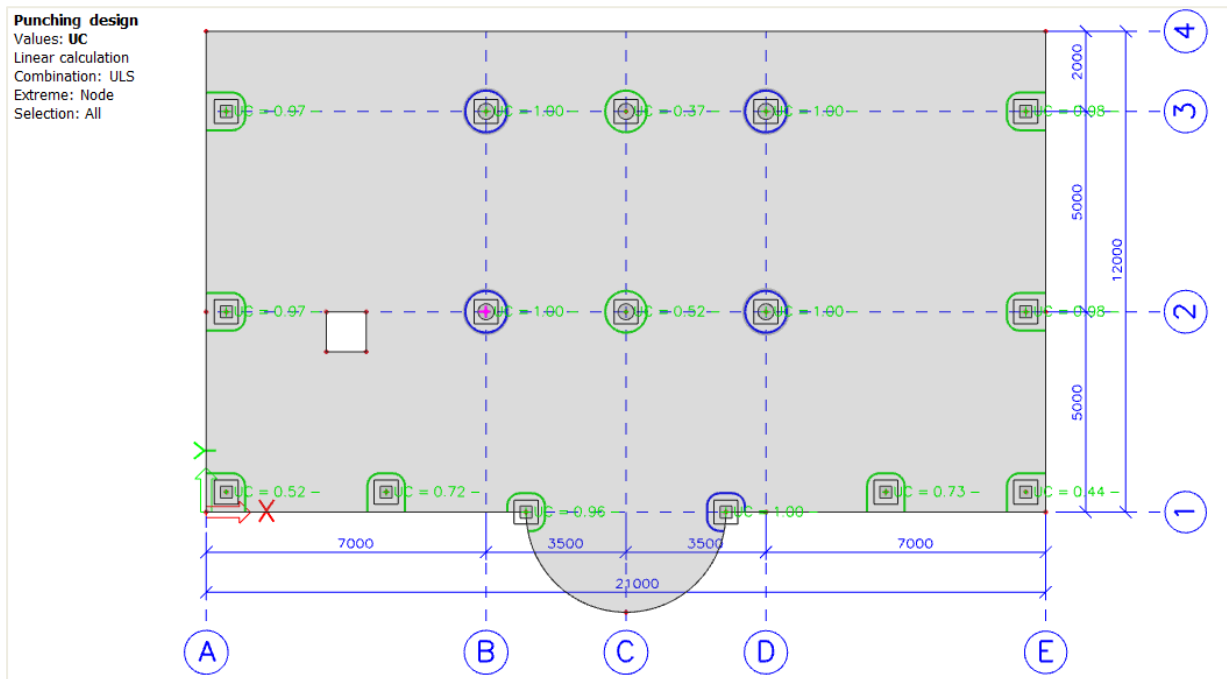 Punching design
Values: UC
Linear calculation
Combination: ULS
Extreme: Node
Selection: All
4
2000
UC = 0.97 -
UC = 1.00 -
UC = 0.37 -
UC = 1.00 -
UC = 0.98 -
3
5000
12000
UC = 0.97 -
UC = 1.00 -
UC = 0.52 -
UC = 1.00 -
UC = 0.98 -
2
5000
Y
UC = 0.52 -
UC = 0.72 -
UC = 0.73 -
UC = 0.44 -
X
UC = 0.96 -
UC = 1.00 -
1
7000
3500
3500
7000
21000
A
B
C
D
E